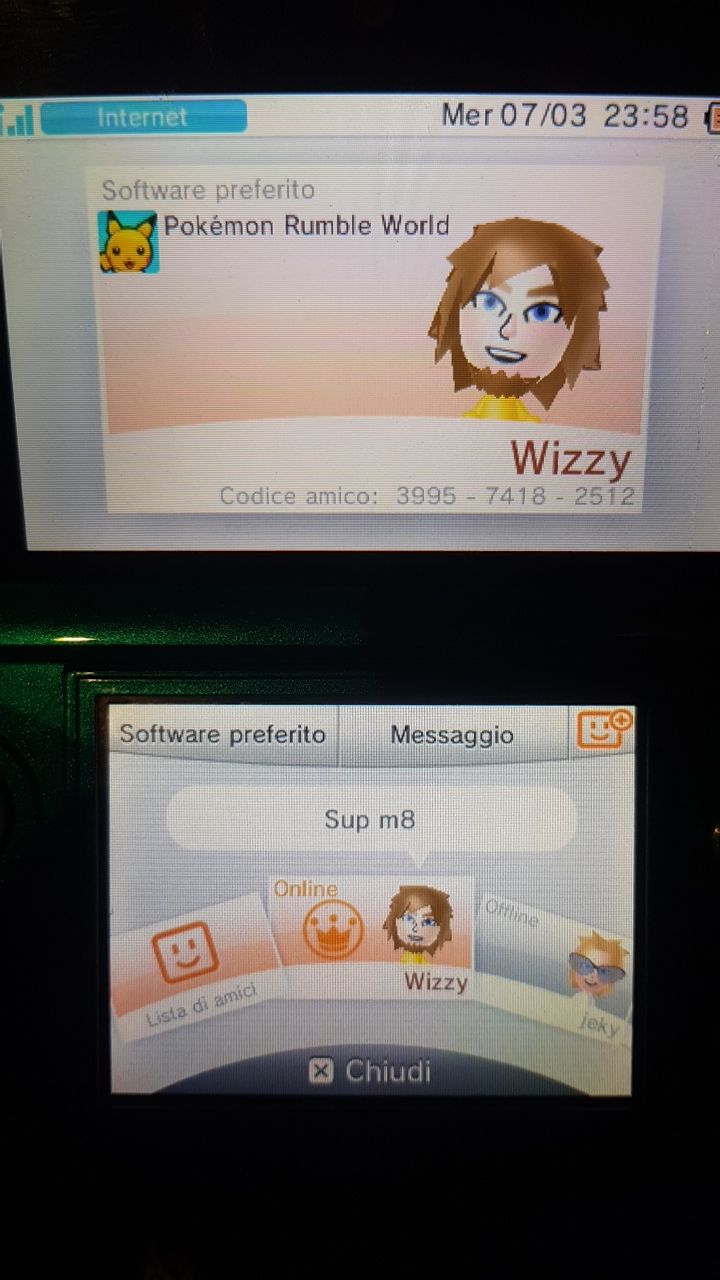 Internet
Mer 07/03 23:58
Software preferito
Pokémon Rumble World
Wizzy
Codice amico: 3995 - 7418 - 2512
Software preferito
Messaggio
Sup m8
Online
Offline
Wizzy
Lista di amici
jeky
Chiudi